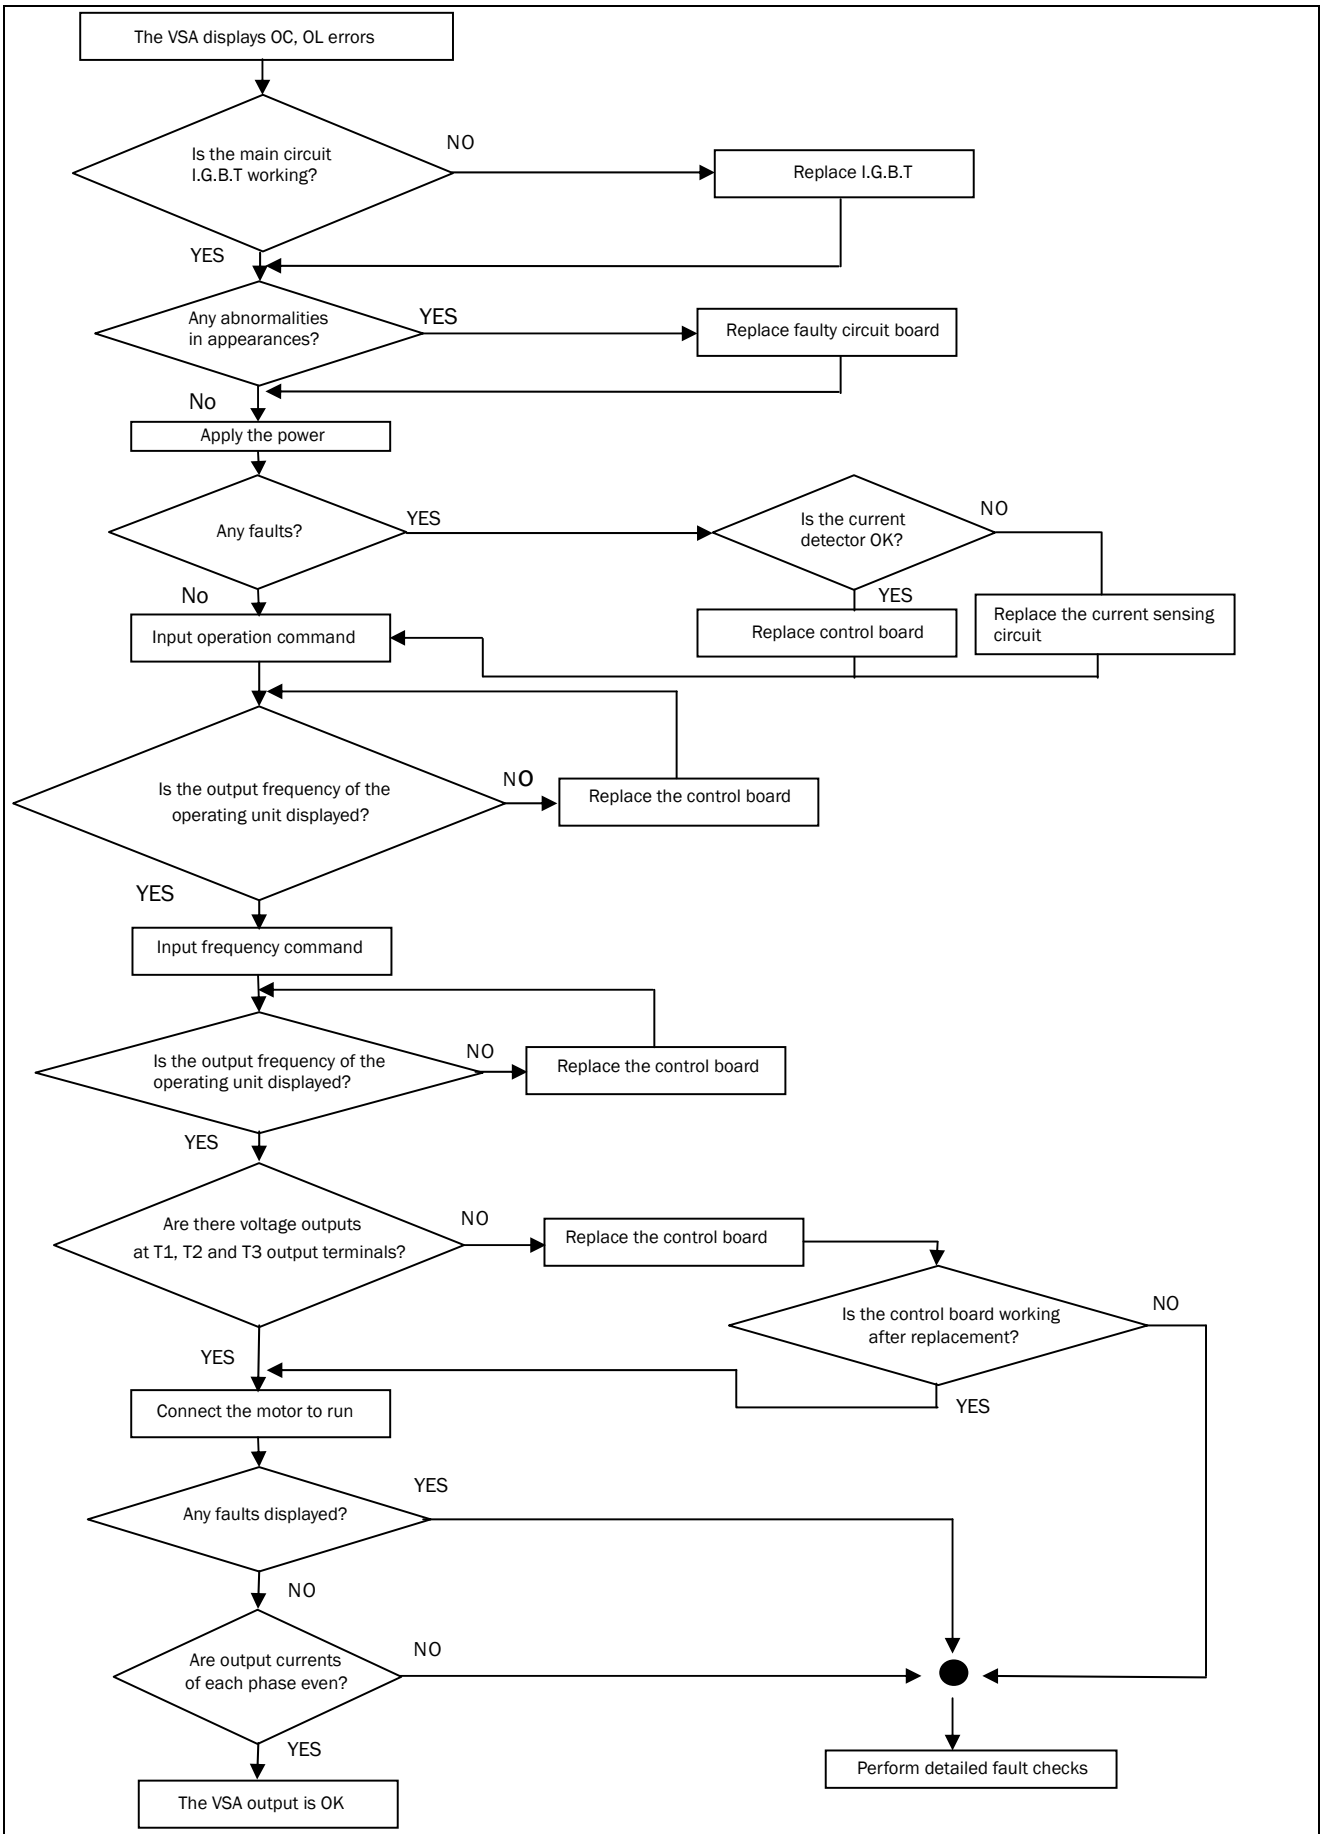 The VSA displays OC, OL errors
Is the main circuit
I.G.B.T working?
NO
Replace I.G.B.T
YES
Any abnormalities
in appearances?
YES
Replace faulty circuit board
No
Apply the power
Any faults?
YES
Is the current
detector OK?
NO
YES
Replace control board
Replace the current sensing
circuit
No
Input operation command
Is the output frequency of the
operating unit displayed?
NO
Replace the control board
YES
Input frequency command
Is the output frequency of the
operating unit displayed?
NO
Replace the control board
YES
Are there voltage outputs
at T1, T2 and T3 output terminals?
NO
Replace the control board
Is the control board working
after replacement?
NO
YES
YES
Connect the motor to run
Any faults displayed?
YES
NO
Are output currents
of each phase even?
NO
YES
Perform detailed fault checks
The VSA output is OK